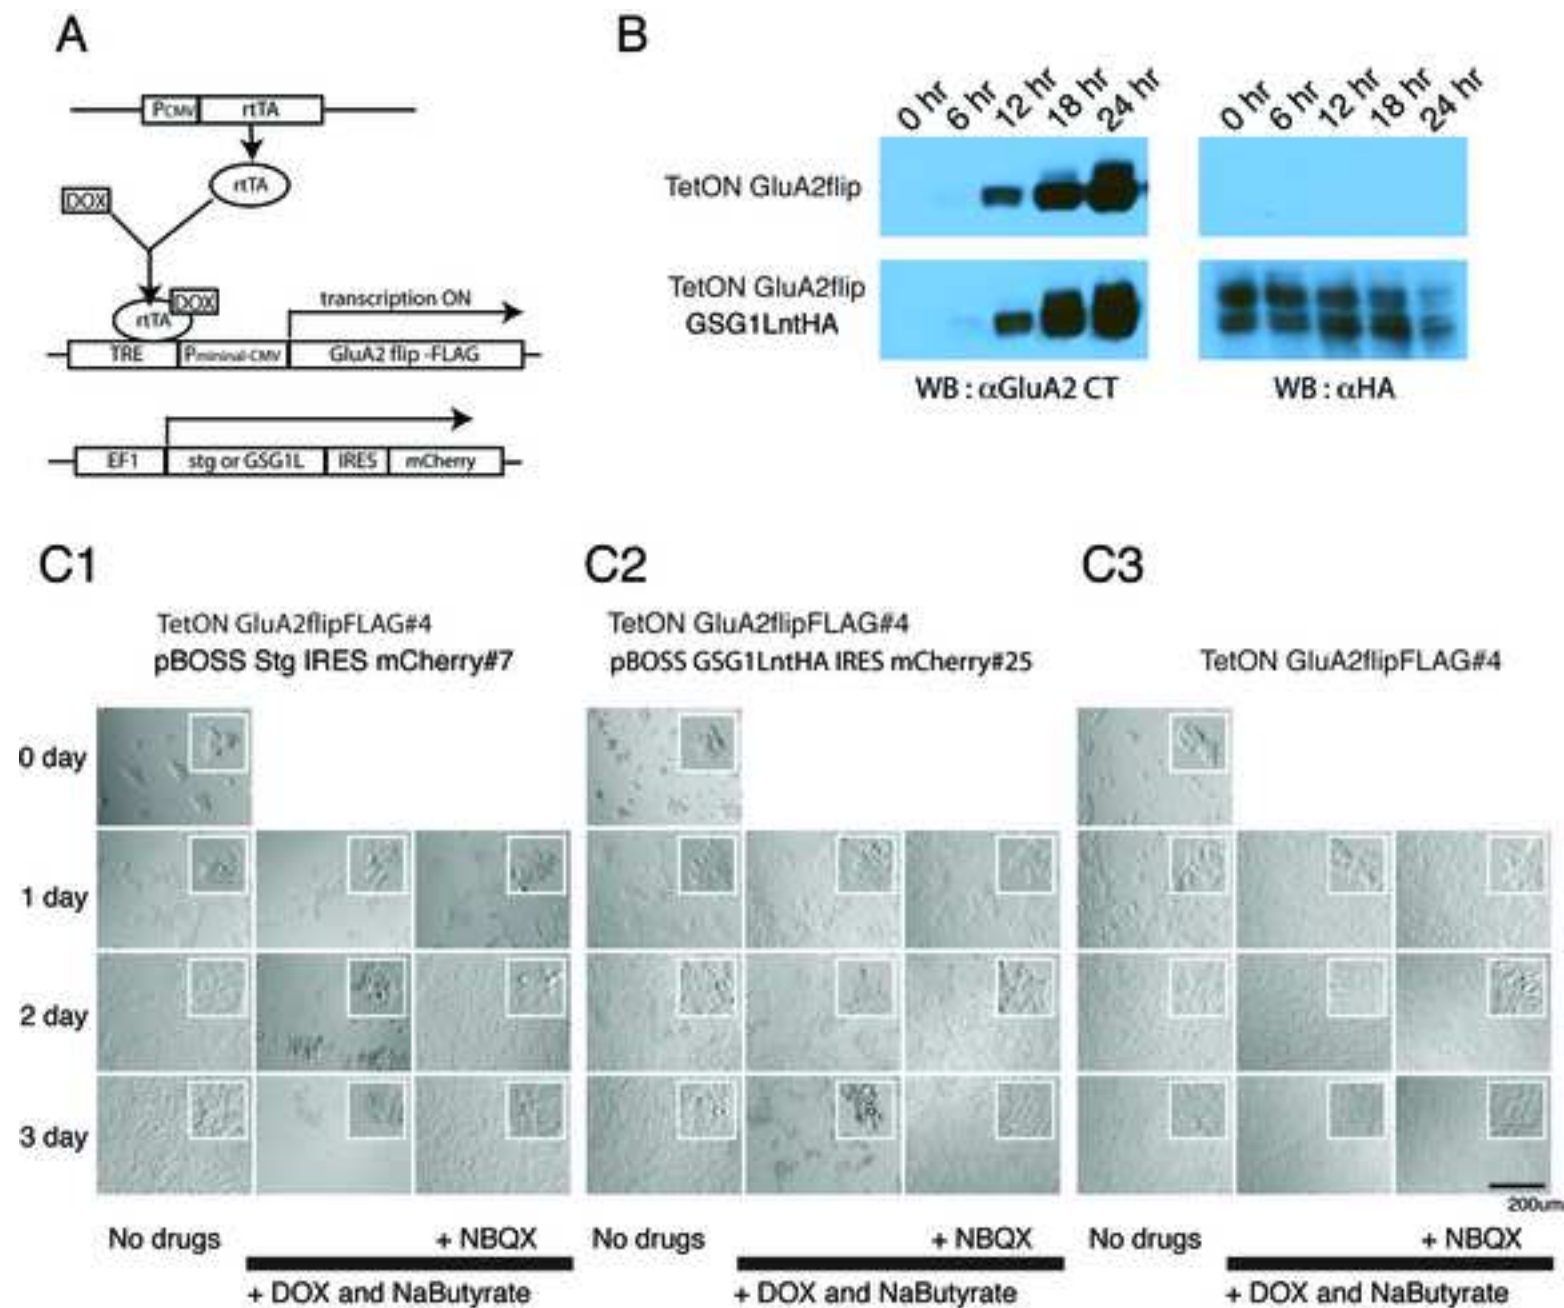 A
PCMV rtTA
rtTA
DOX
DOX
rtTA
transcription ON
TRE Pmininal-CMV GluA2 flip -FLAG
EF1 stg or GSG1L IRES mCherry
B
0 hr 6 hr 12 hr 18 hr 24 hr 0 hr 6 hr 12 hr 18 hr 24 hr
TetON GluA2flip
TetON GluA2flip
GSG1LntHA
WB : αGluA2 CT WB : αHA
C1
TetON GluA2flipFLAG#4
pBOSS Stg IRES mCherry#7
C2
TetON GluA2flipFLAG#4
pBOSS GSG1LntHA IRES mCherry#25
C3
TetON GluA2flipFLAG#4
0 day
1 day
2 day
3 day
200um
No drugs + NBQX No drugs + NBQX No drugs + NBQX
+ DOX and NaButyrate + DOX and NaButyrate + DOX and NaButyrate